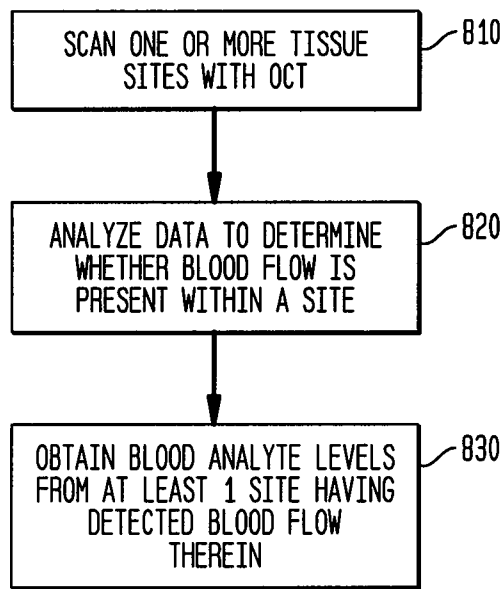 SCAN ONE OR MORE TISSUE
SITES WITH OCT
810
ANALYZE DATA TO DETERMINE
WHETHER BLOOD FLOW IS
PRESENT WITHIN A SITE
820
OBTAIN BLOOD ANALYTE LEVELS
FROM AT LEAST 1 SITE HAVING
DETECTED BLOOD FLOW
THEREIN
830